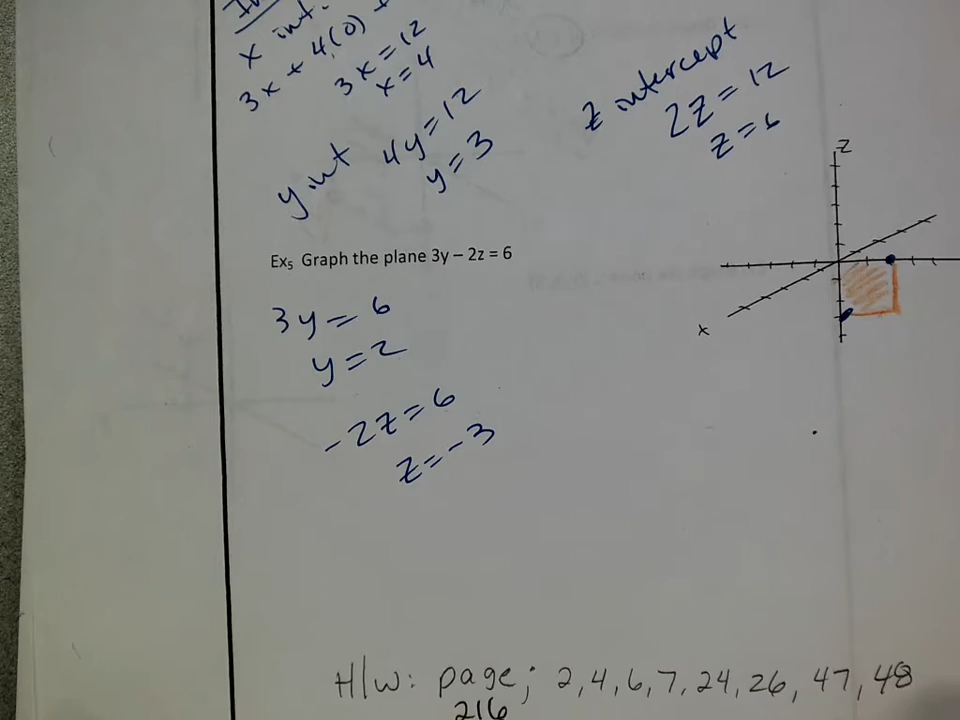 x int.
3x + 4(0) +
3x = 12
x = 4
y int 4y = 12
y = 3
z intercept
2z = 12
z = 6
Ex5 Graph the plane 3y – 2z = 6
3y = 6
y = 2
-2z = 6
z = -3
z
x
H/w: page; 2, 4, 6, 7, 24, 26, 47, 48
216